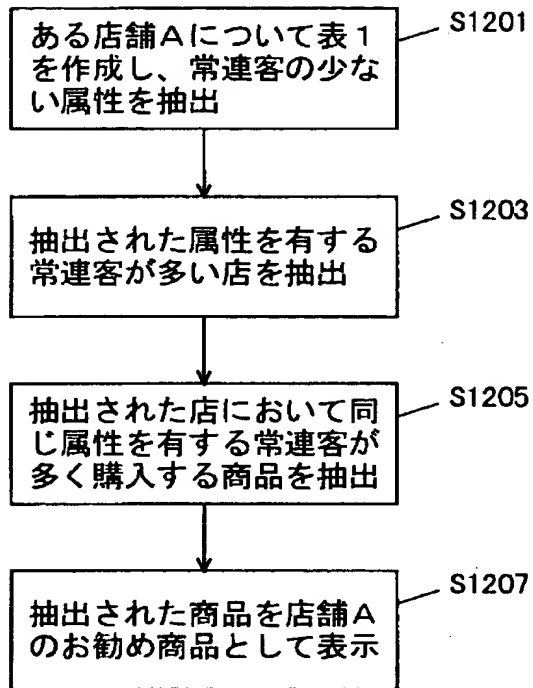 ある店舗Aについて表1
を作成し、常連客の少な
い属性を抽出
S1201
抽出された属性を有する
常連客が多い店を抽出
S1203
抽出された店において同
じ属性を有する常連客が
多く購入する商品を抽出
S1205
抽出された商品を店舗A
のお勧め商品として表示
S1207